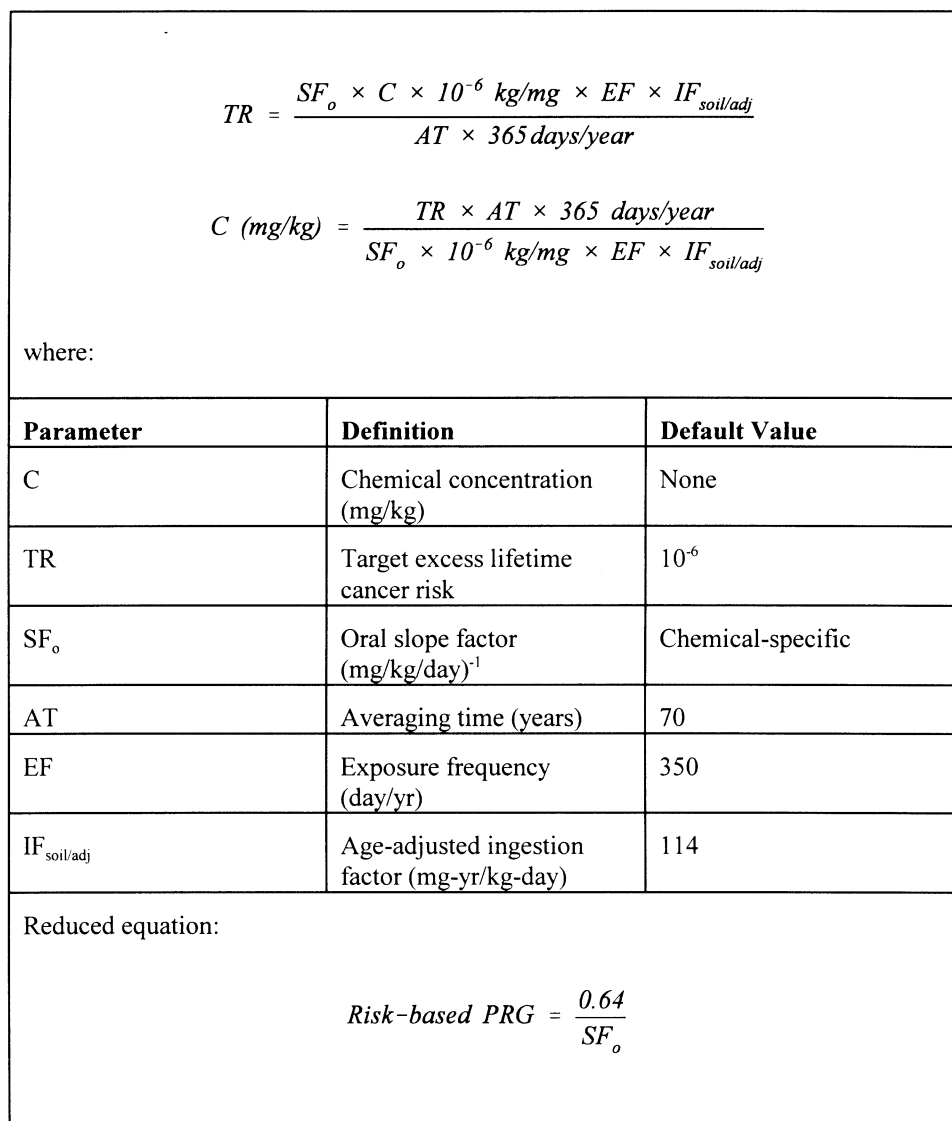 TR = SF_o × C × 10^-6 kg/mg × EF × IF_soil/adj / AT × 365 days/year
C (mg/kg) = TR × AT × 365 days/year / SF_o × 10^-6 kg/mg × EF × IF_soil/adj
where:
Parameter Definition Default Value
C Chemical concentration None
(mg/kg)
TR Target excess lifetime 10^-6
cancer risk
SF_o Oral slope factor Chemical-specific
(mg/kg/day)^-1
AT Averaging time (years) 70
EF Exposure frequency 350
(day/yr)
IF_soil/adj Age-adjusted ingestion 114
factor (mg-yr/kg-day)
Reduced equation:
Risk-based PRG = 0.64 / SF_o